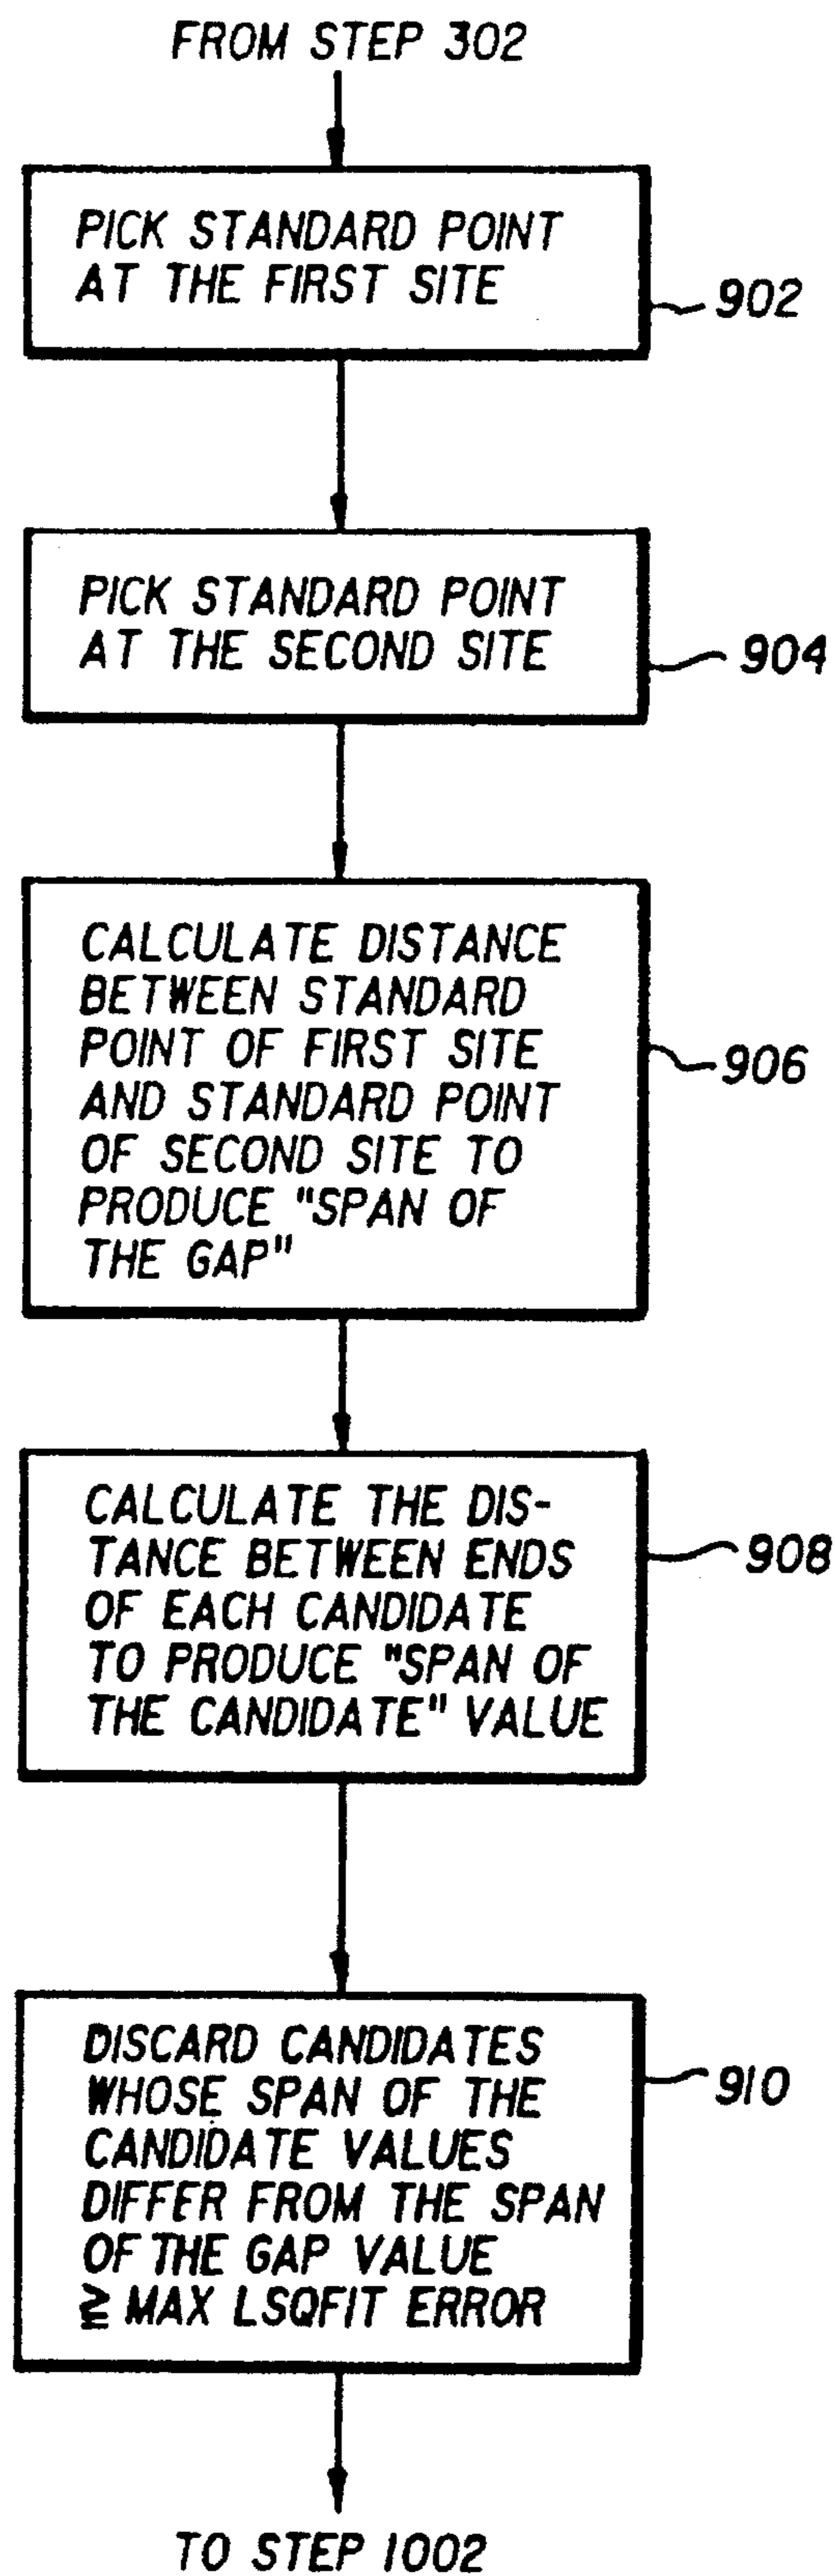 FROM STEP 302
PICK STANDARD POINT
AT THE FIRST SITE
902
PICK STANDARD POINT
AT THE SECOND SITE
904
CALCULATE DISTANCE
BETWEEN STANDARD
POINT OF FIRST SITE
AND STANDARD POINT
OF SECOND SITE TO
PRODUCE "SPAN OF
THE GAP"
906
CALCULATE THE DIS-
TANCE BETWEEN ENDS
OF EACH CANDIDATE
TO PRODUCE "SPAN OF
THE CANDIDATE" VALUE
908
DISCARD CANDIDATES
WHOSE SPAN OF THE
CANDIDATE VALUES
DIFFER FROM THE SPAN
OF THE GAP VALUE
≧ MAX LSQFIT ERROR
910
TO STEP 1002